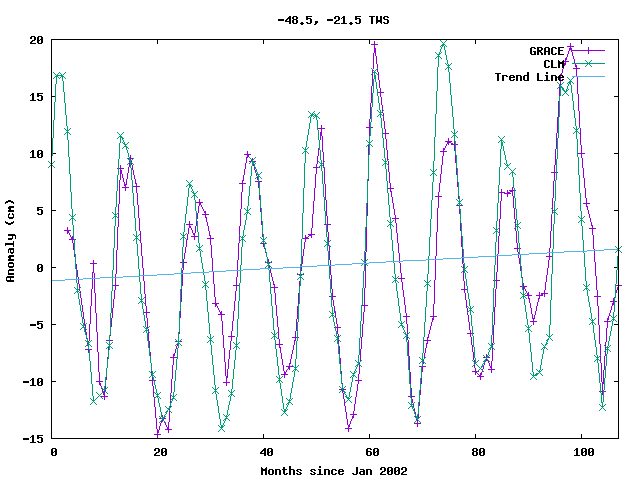 -48.5, -21.5 TWS
GRACE
CLM
Trend Line
20
15
10
5
0
-5
-10
-15
Anomaly (cm)
0 20 40 60 80 100
Months since Jan 2002